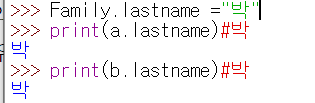 >>> Family.lastname ="박"
>>> print(a.lastname)#박
박
>>> print(b.lastname)#박
박